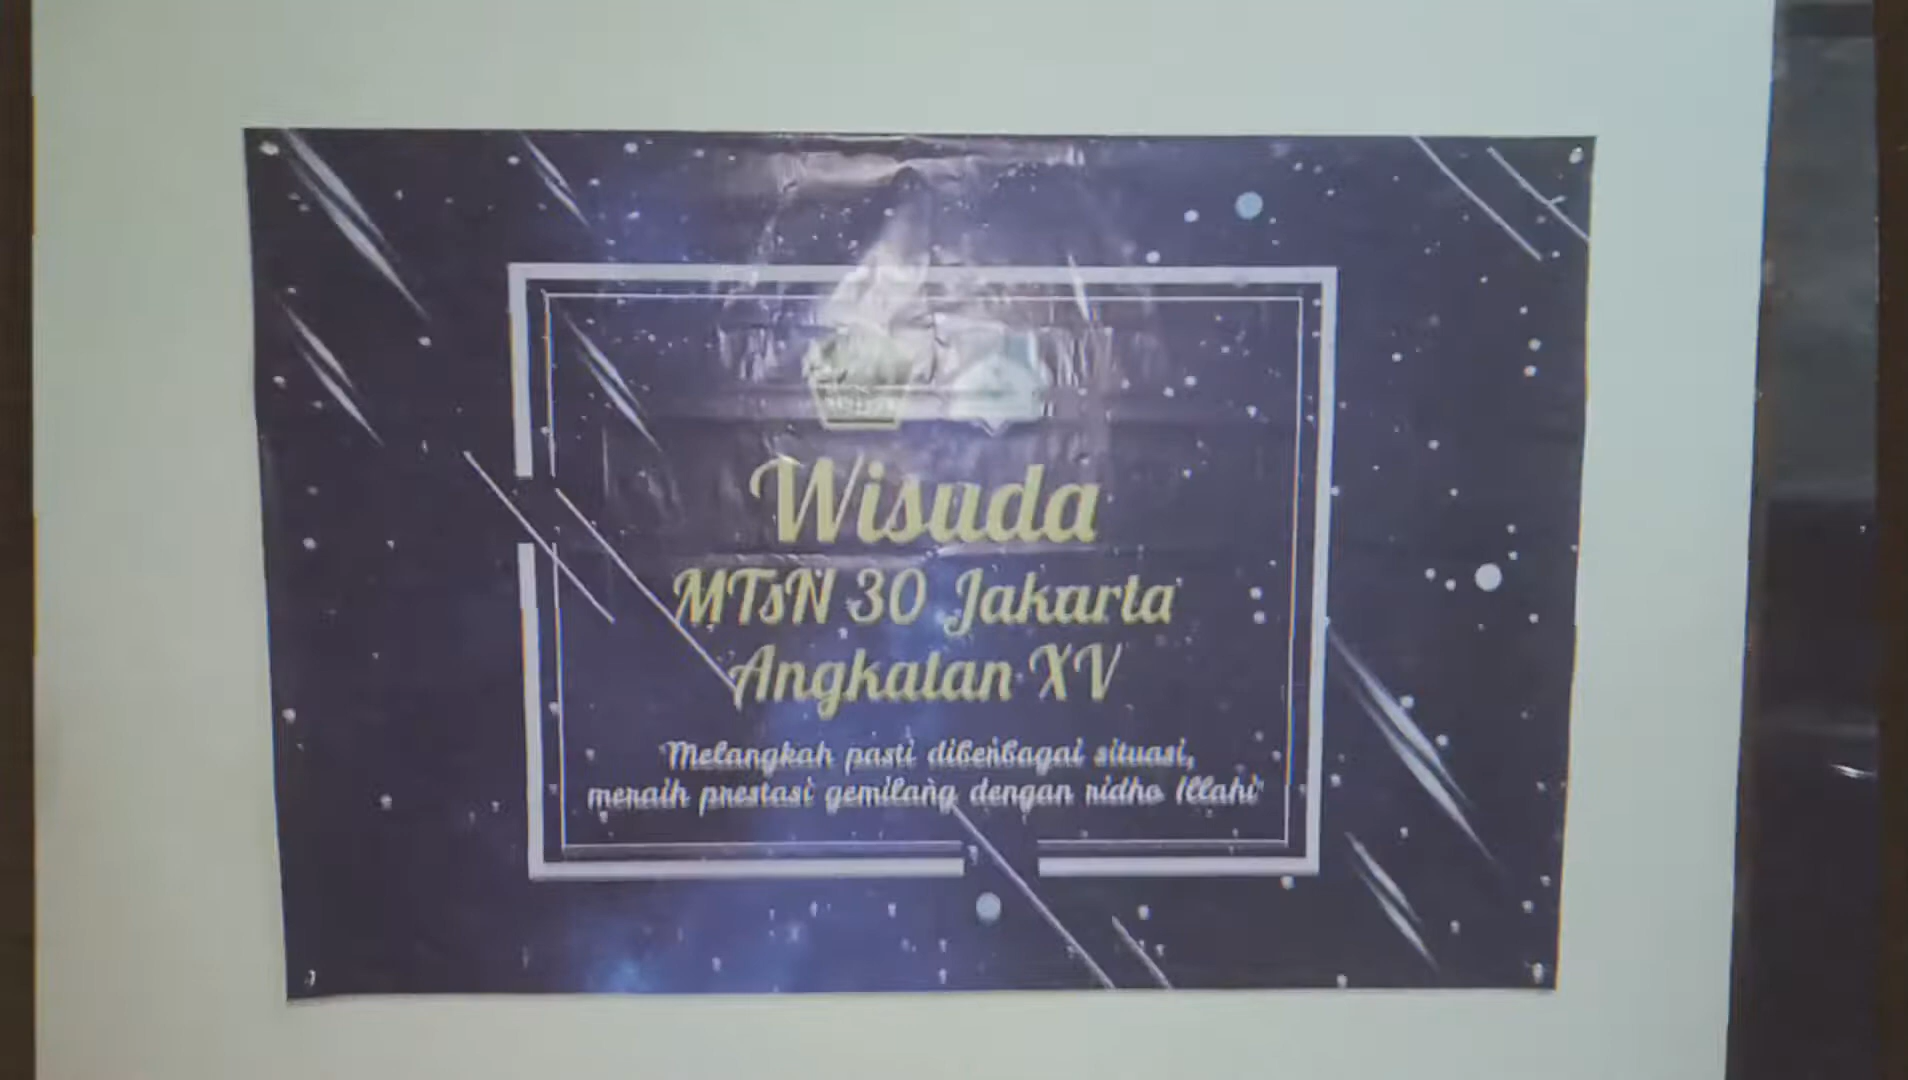 Wisuda
MTsN 30 Jakarta
Angkatan XV
Melangkah pasti diberbagai situasi,
meraih prestasi gemilang dengan ridho Illahi